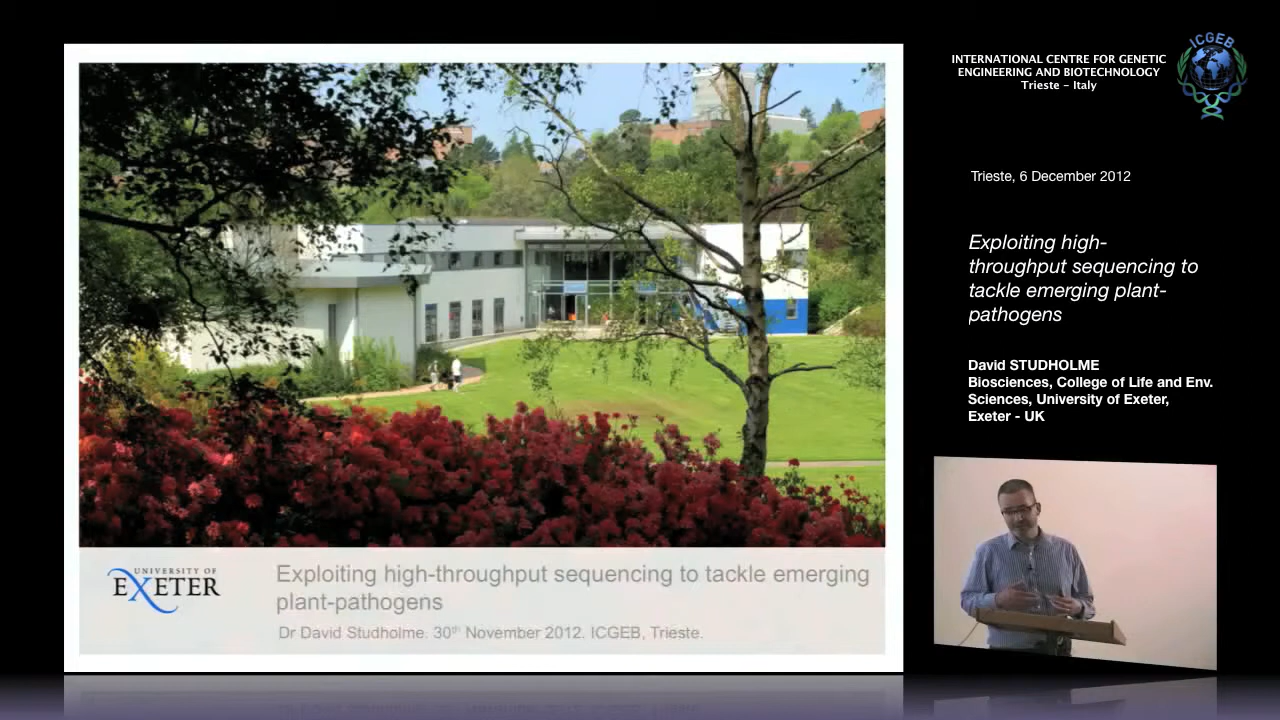 UNIVERSITY OF
EXETER
Exploiting high-throughput sequencing to tackle emerging
plant-pathogens
Dr David Studholme. 30th November 2012. ICGEB, Trieste.
INTERNATIONAL CENTRE FOR GENETIC
ENGINEERING AND BIOTECHNOLOGY
Trieste – Italy
ICGEB
Trieste, 6 December 2012
Exploiting high-
throughput sequencing to
tackle emerging plant-
pathogens
David STUDHOLME
Biosciences, College of Life and Env.
Sciences, University of Exeter,
Exeter - UK